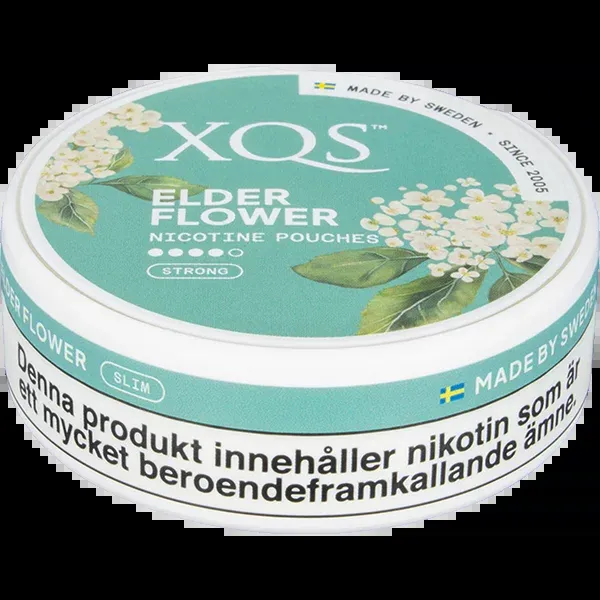 MADE BY SWEDEN • SINCE 2005
XQS™
ELDER
FLOWER
NICOTINE POUCHES
STRONG
ELDER FLOWER SLIM
MADE BY SWEDEN
Denna produkt innehåller nikotin som är
ett mycket beroendeframkallande ämne.